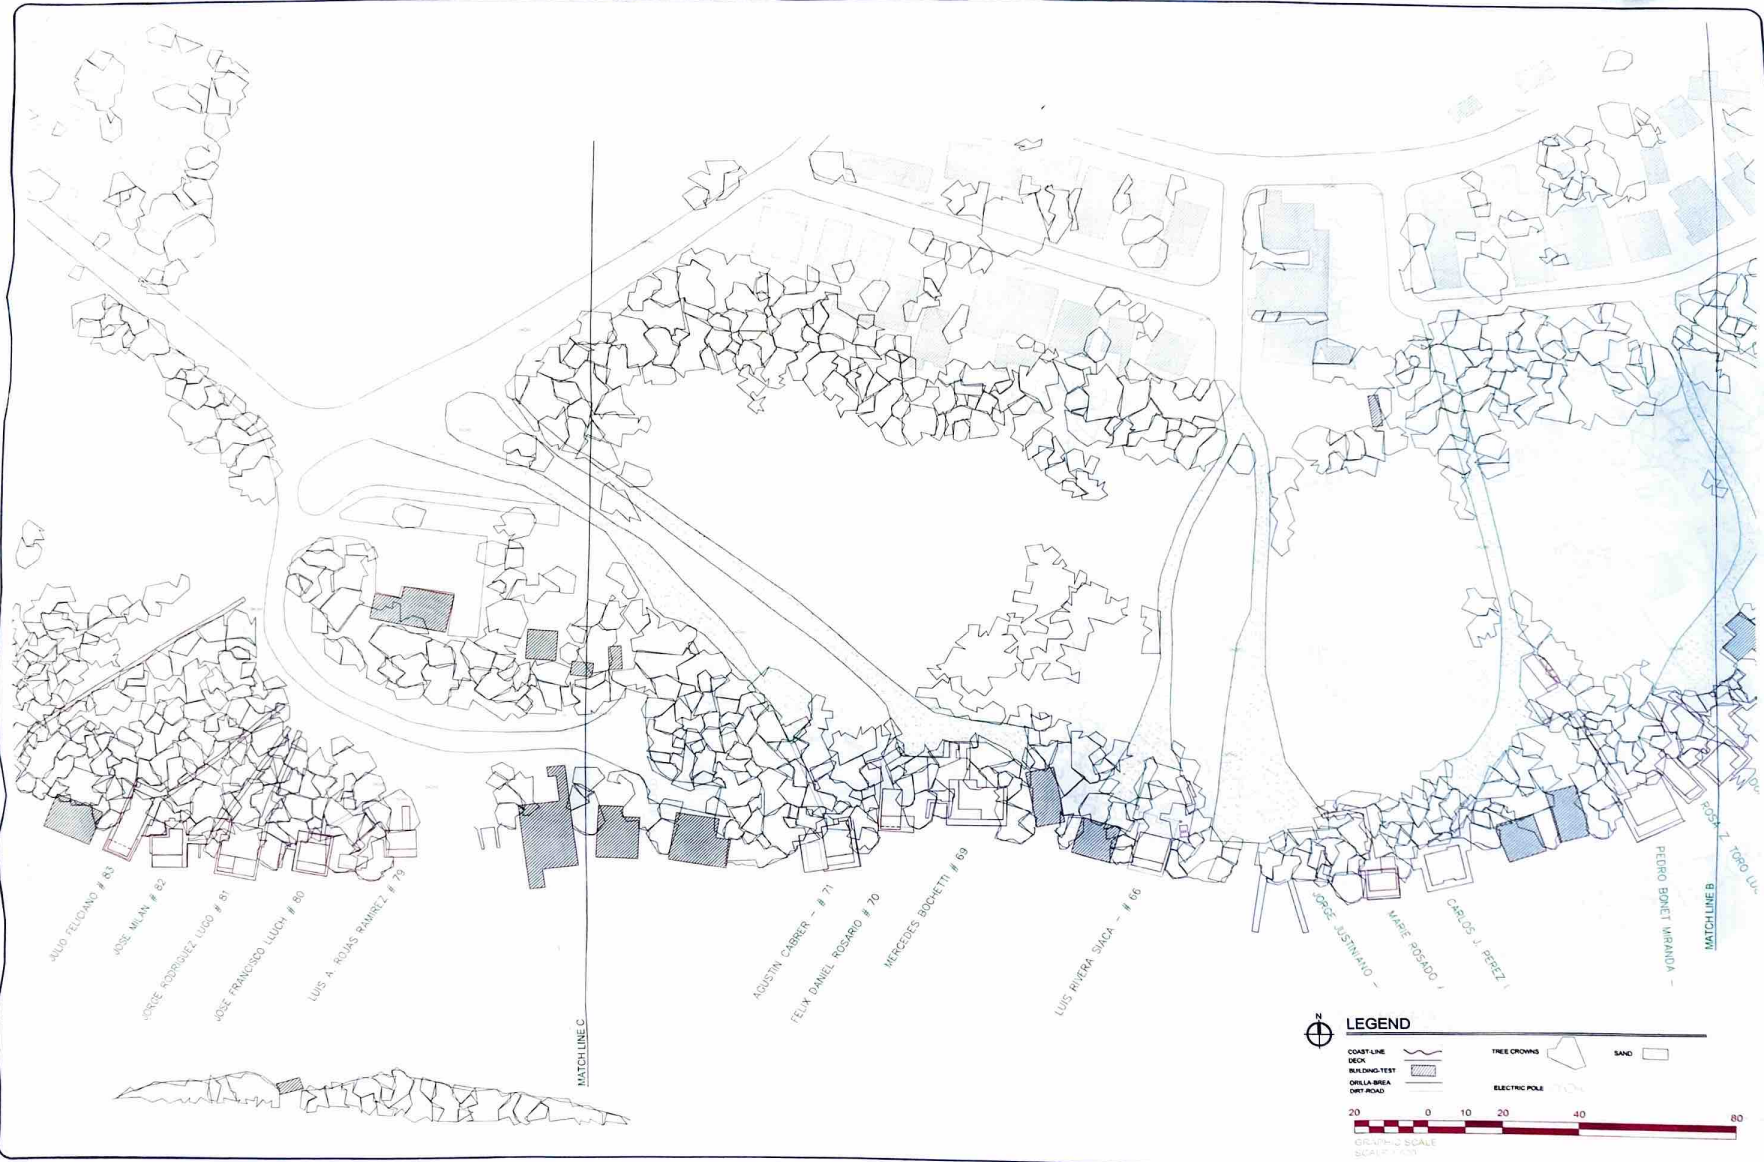 JULIO FELICIANO # 83
JOSE MILAN # 82
JORGE RODRIGUEZ LUGO # 81
JOSE FRANCISCO LLUCH # 80
LUIS A. ROJAS RAMIREZ # 79
MATCH LINE C
AGUSTIN CABRER - # 71
FELIX DANIEL ROSARIO # 70
MERCEDES BOCHETTI # 69
LUIS RIVERA SIACA - # 66
JORGE JUSTINIANO -
MARIE ROSADO
CARLOS J. PEREZ
PEDRO BONET MIRANDA -
MATCH LINE B
ROSA Z. TORO
N
LEGEND
COAST-LINE
DECK
BUILDING-TEST
ORILLA-BREA
DIRT-ROAD
TREE CROWNS
SAND
ELECTRIC POLE
20 0 10 20 40 80
GRAPHIC SCALE
SCALE